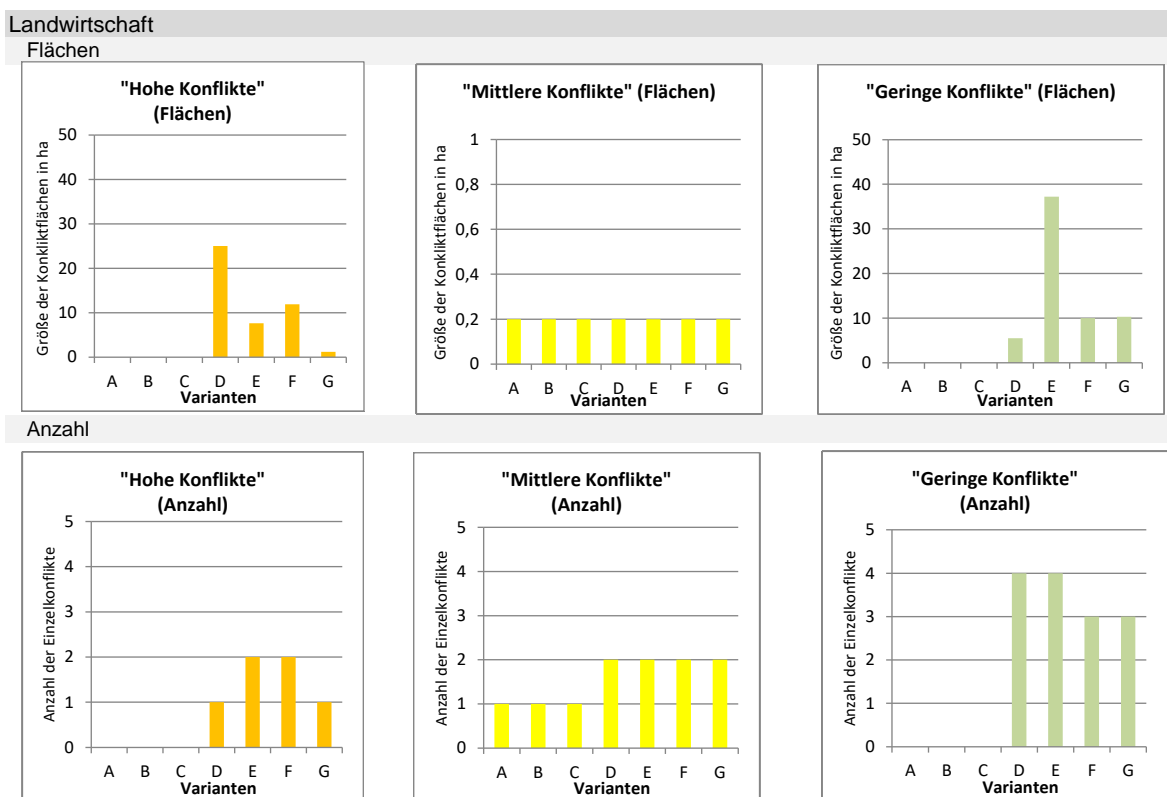 Landwirtschaft
Flächen
"Hohe Konflikte"
(Flächen)
Größe der Konkliktflächen in ha
50
40
30
20
10
0
A B C D E F G
Varianten
"Mittlere Konflikte" (Flächen)
Größe der Konkliktflächen in ha
1
0,8
0,6
0,4
0,2
0
A B C D E F G
Varianten
"Geringe Konflikte" (Flächen)
Größe der Konkliktflächen in ha
50
40
30
20
10
0
A B C D E F G
Varianten
Anzahl
"Hohe Konflikte"
(Anzahl)
Anzahl der Einzelkonflikte
5
4
3
2
1
0
A B C D E F G
Varianten
"Mittlere Konflikte"
(Anzahl)
Anzahl der Einzelkonflikte
5
4
3
2
1
0
A B C D E F G
Varianten
"Geringe Konflikte"
(Anzahl)
Anzahl der Einzelkonflikte
5
4
3
2
1
0
A B C D E F G
Varianten